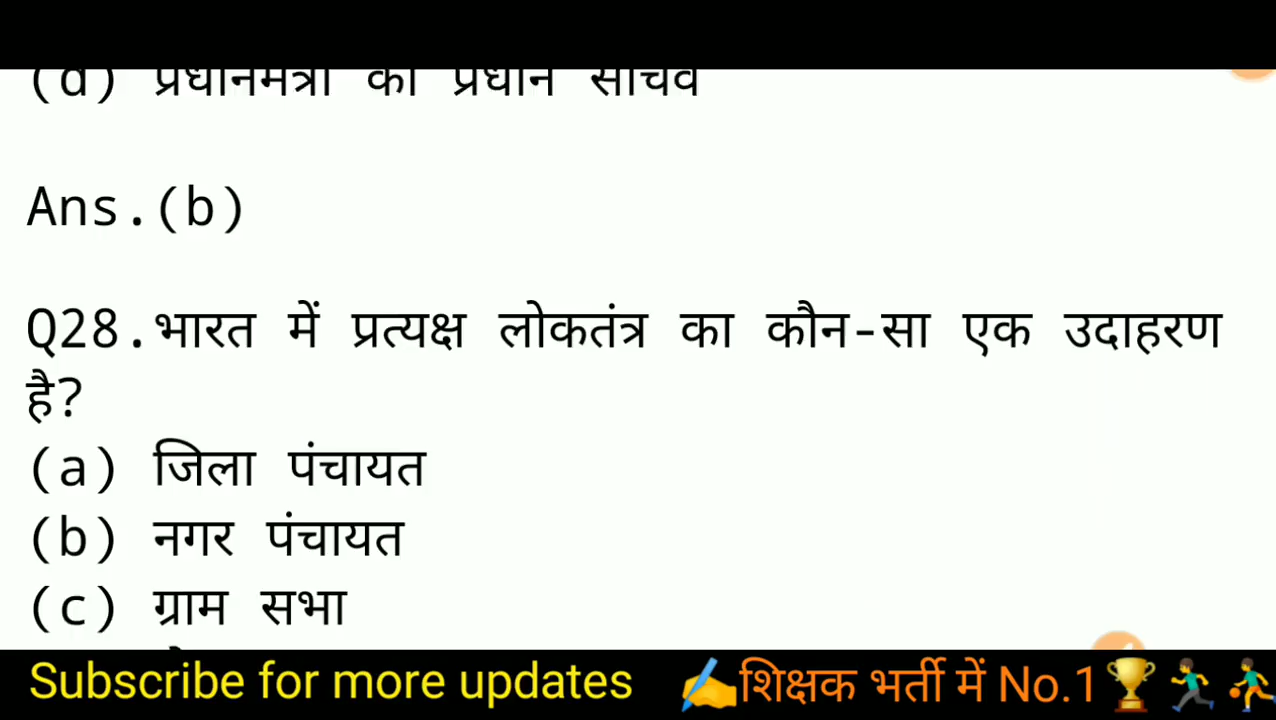 (d) प्रधानमंत्री का प्रधान सचिव
Ans.(b)
Q28.भारत में प्रत्यक्ष लोकतंत्र का कौन-सा एक उदाहरण
है?
(a) जिला पंचायत
(b) नगर पंचायत
(c) ग्राम सभा
Subscribe for more updates ✍️शिक्षक भर्ती में No.1🏆🏃‍♂️⛹️‍♂️